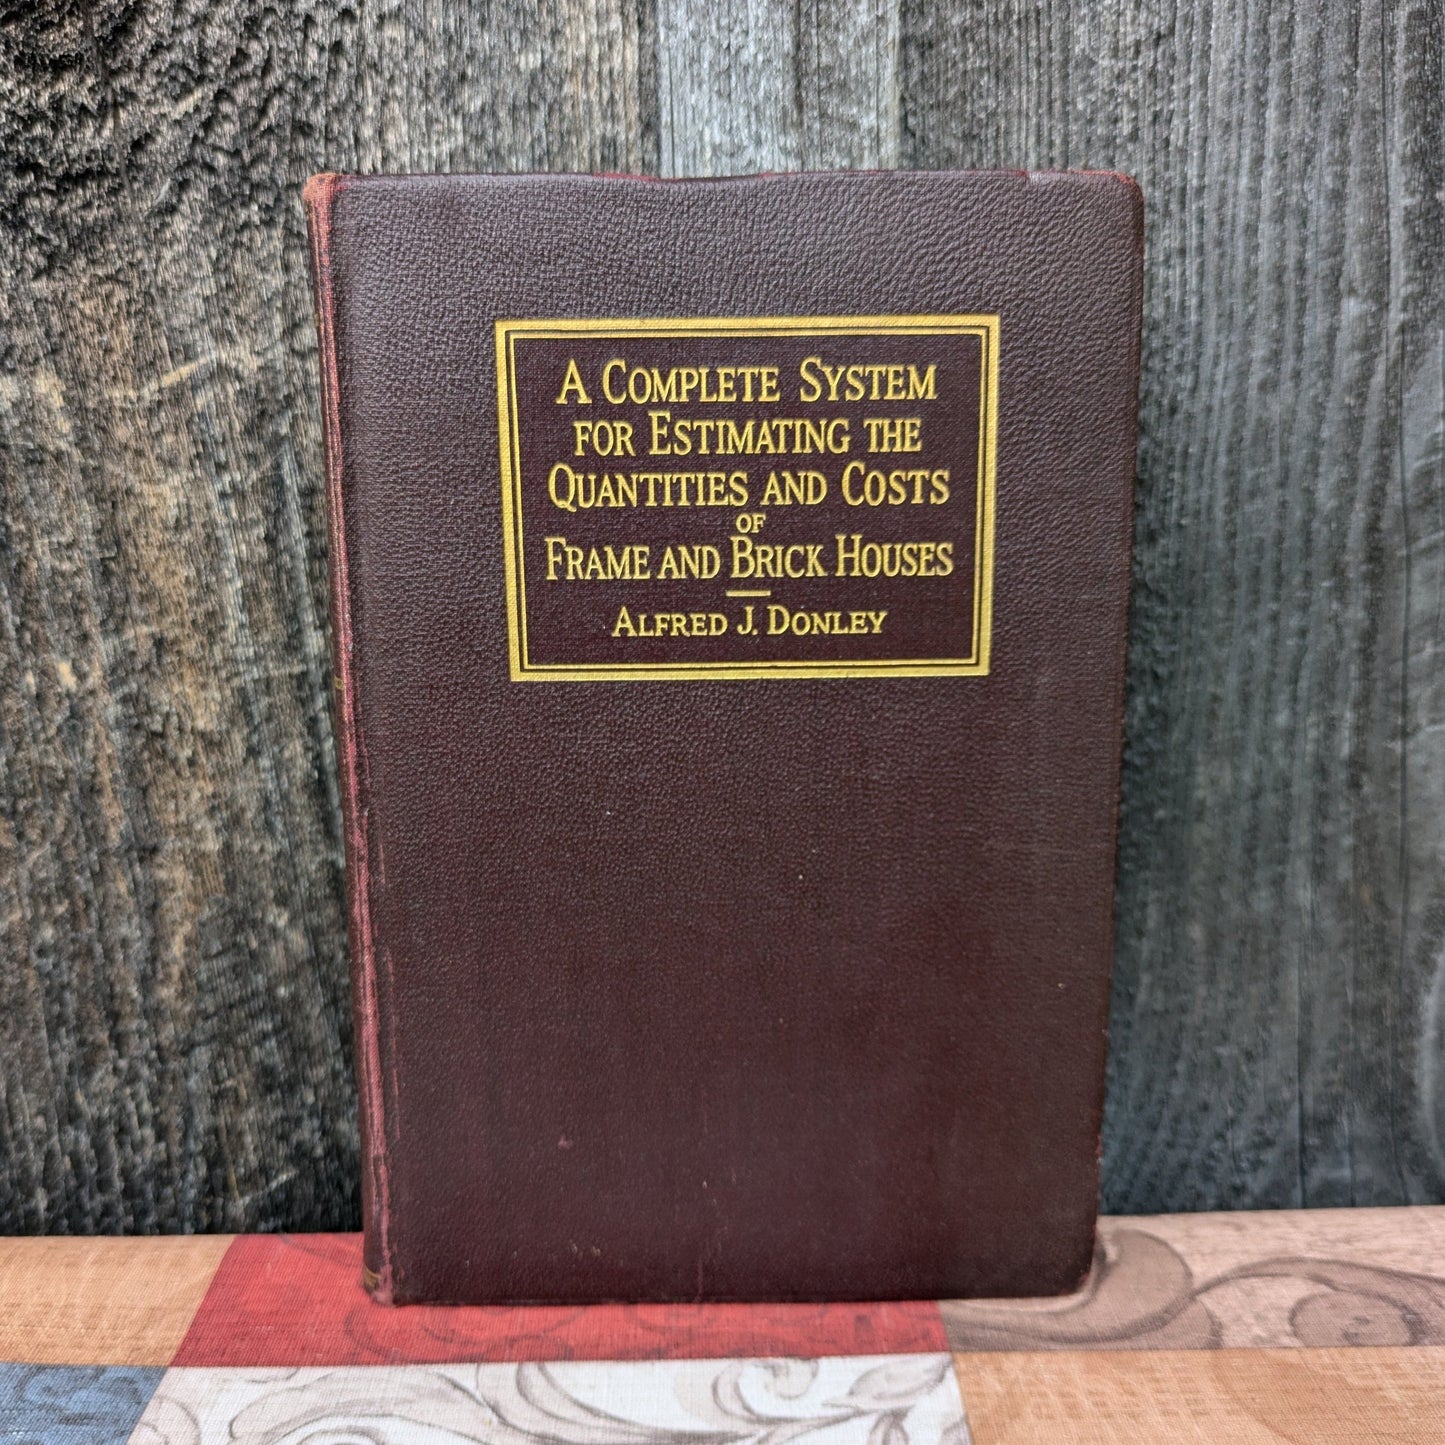 A COMPLETE SYSTEM
FOR ESTIMATING THE
QUANTITIES AND COSTS
OF
FRAME AND BRICK HOUSES
ALFRED J. DONLEY